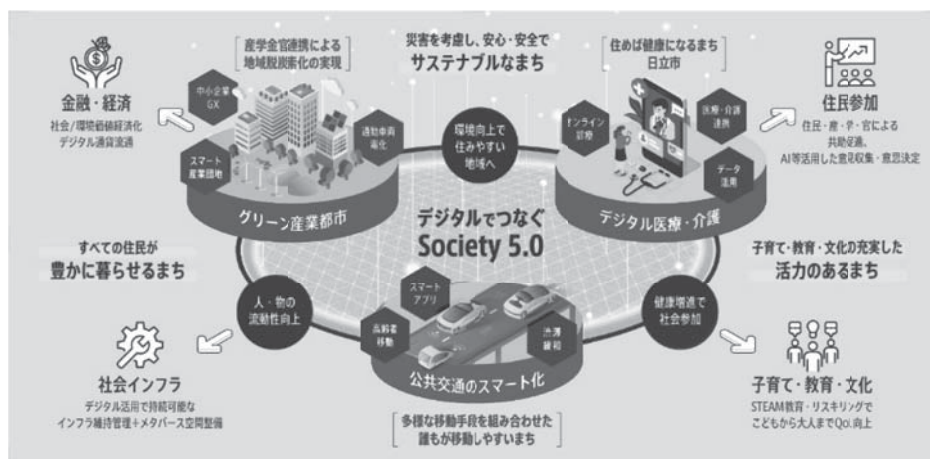 産学金官連携による
地域脱炭素化の実現
災害を考慮し、安心・安全で
サステナブルなまち
住めば健康になるまち
日立市
金融・経済
社会/環境価値経済化
デジタル通貨流通
中小企業
GX
通勤車両
電化
スマート
産業団地
グリーン産業都市
環境向上で
住みやすい
地域へ
オンライン
診療
医療・介護
連携
データ
活用
デジタル医療・介護
住民参加
住民・産・学・官による
共助促進、
AI等活用した意見収集・意思決定
デジタルでつなぐ
Society 5.0
すべての住民が
豊かに暮らせるまち
子育て・教育・文化の充実した
活力のあるまち
人・物の
流動性向上
スマート
アプリ
高齢者
移動
渋滞
緩和
公共交通のスマート化
健康増進で
社会参加
社会インフラ
デジタル活用で持続可能な
インフラ維持管理+メタバース空間整備
多様な移動手段を組み合わせた
誰もが移動しやすいまち
子育て・教育・文化
STEAM教育・リスキリングで
こどもから大人までQoL向上